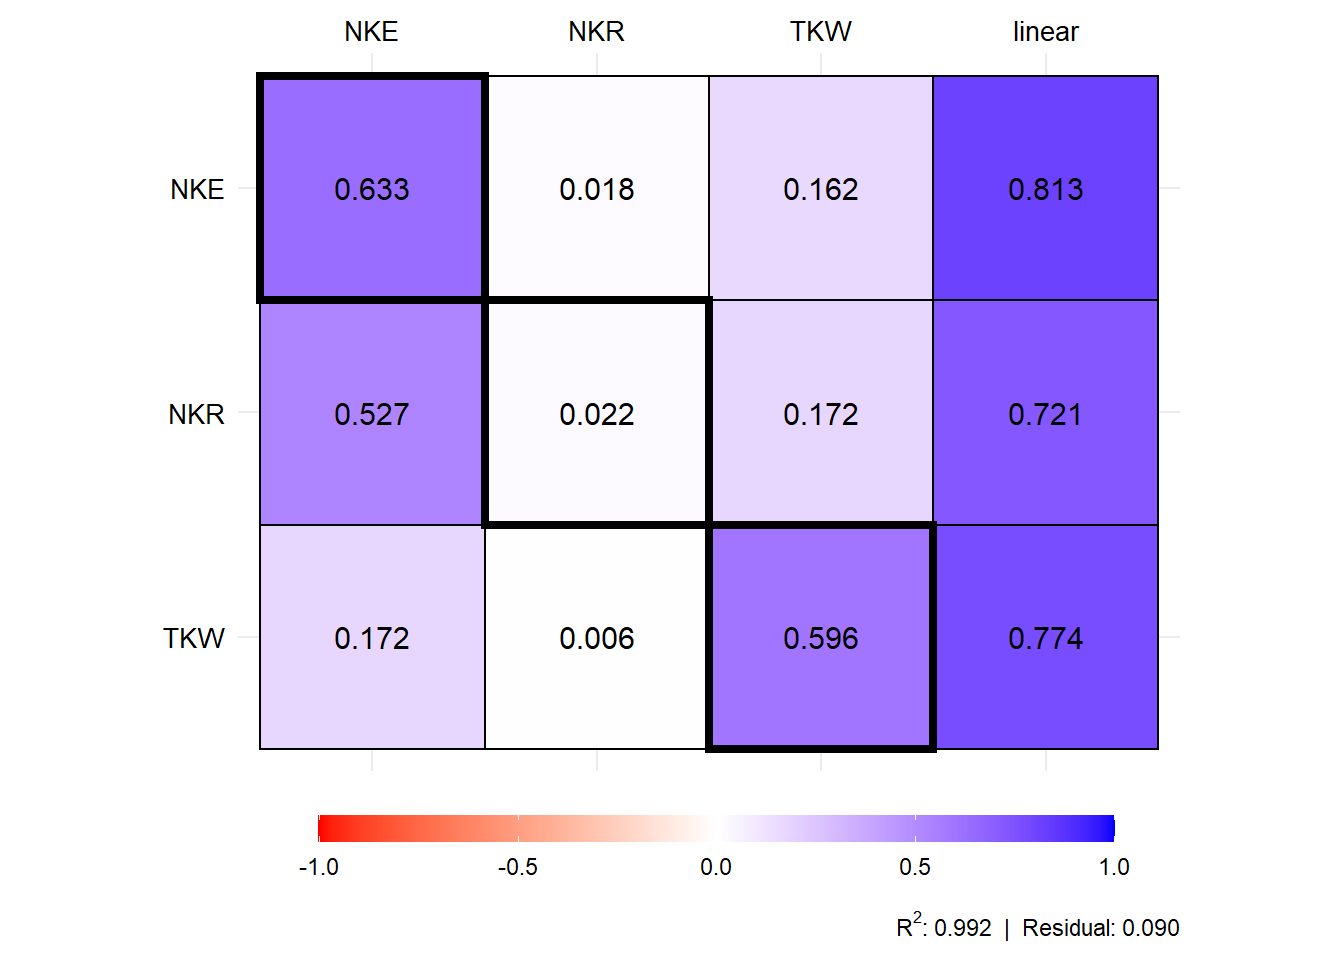 NKE NKR TKW linear
NKE 0.633 0.018 0.162 0.813
NKR 0.527 0.022 0.172 0.721
TKW 0.172 0.006 0.596 0.774
-1.0 -0.5 0.0 0.5 1.0
R²: 0.992 | Residual: 0.090